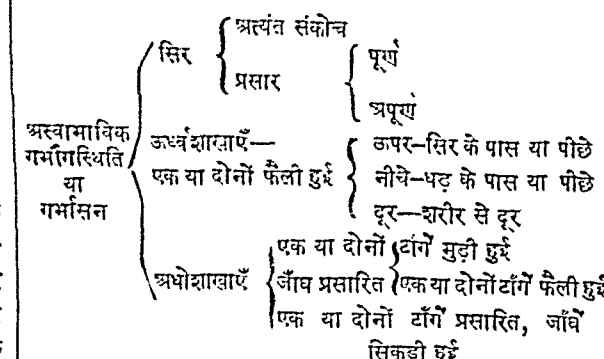 अत्यंत संकोच
सिर
प्रसार
पूर्ण
अपूर्ण
अस्वाभाविक
गर्भांगस्थिति
या
गर्भासन
ऊर्ध्वशाखाएँ—
एक या दोनों फैली हुई
ऊपर–सिर के पास या पीछे
नीचे–धड़ के पास या पीछे
दूर—शरीर से दूर
अधोशाखाएँ
एक या दोनों जाँघ प्रसारित
टाँगें मुड़ी हुई
एक या दोनों टाँगें फैली हुई
एक या दोनों टाँगें प्रसारित, जाँघें
सिकुड़ी हुई